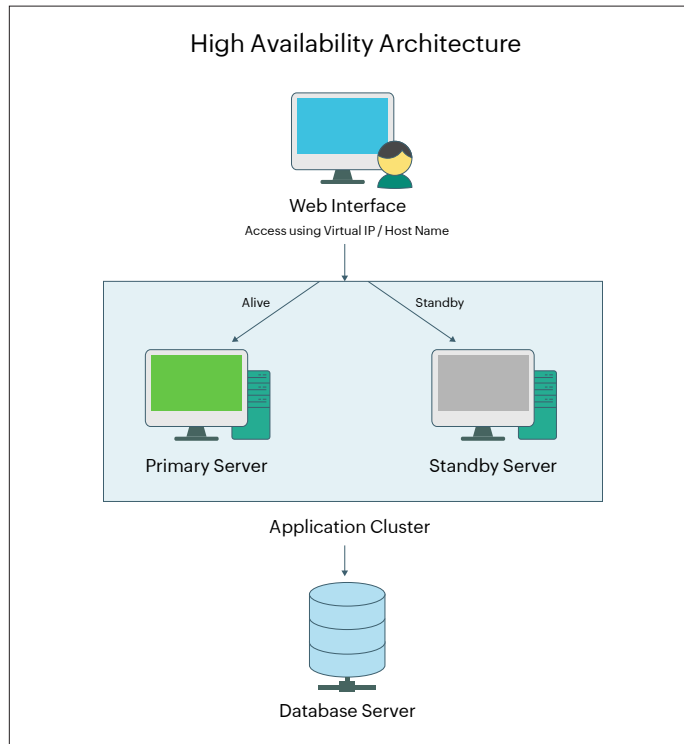 High Availability Architecture
Web Interface
Access using Virtual IP / Host Name
Alive
Standby
Primary Server
Standby Server
Application Cluster
Database Server